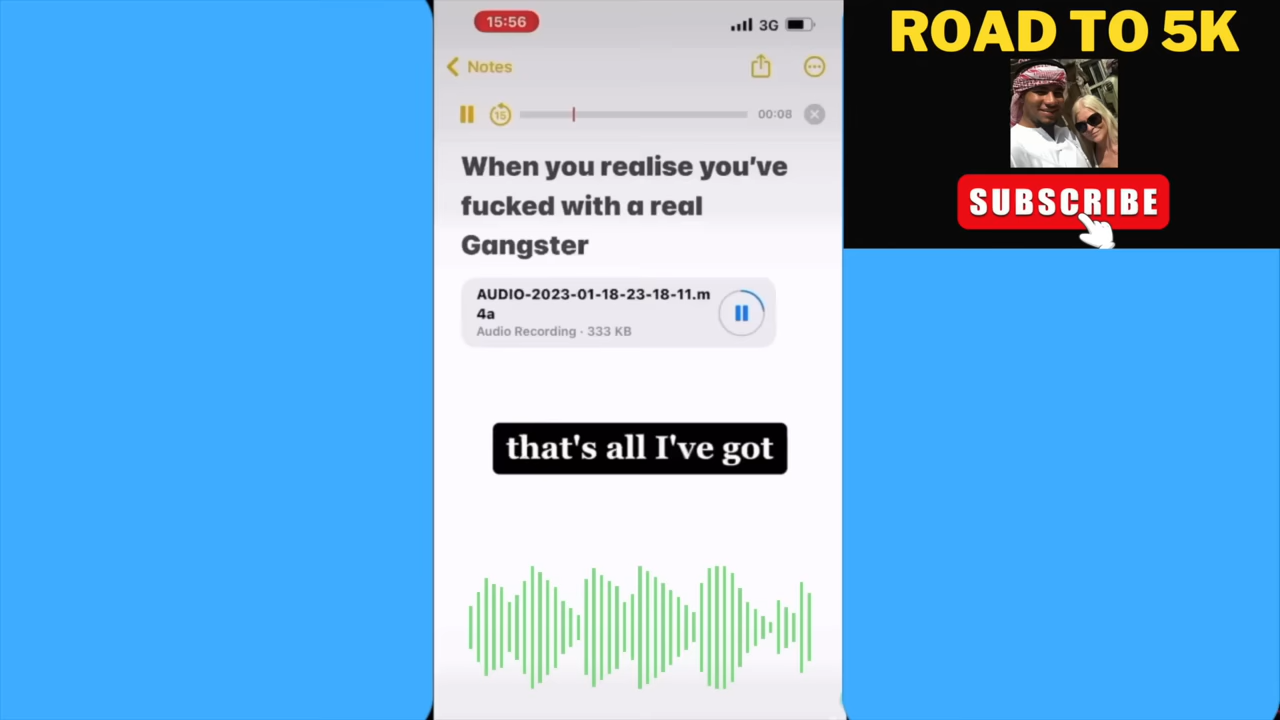 15:56
3G
Notes
15
00:08
When you realise you've
fucked with a real
Gangster
AUDIO-2023-01-18-23-18-11.m
4a
Audio Recording · 333 KB
that's all I've got
ROAD TO 5K
SUBSCRIBE